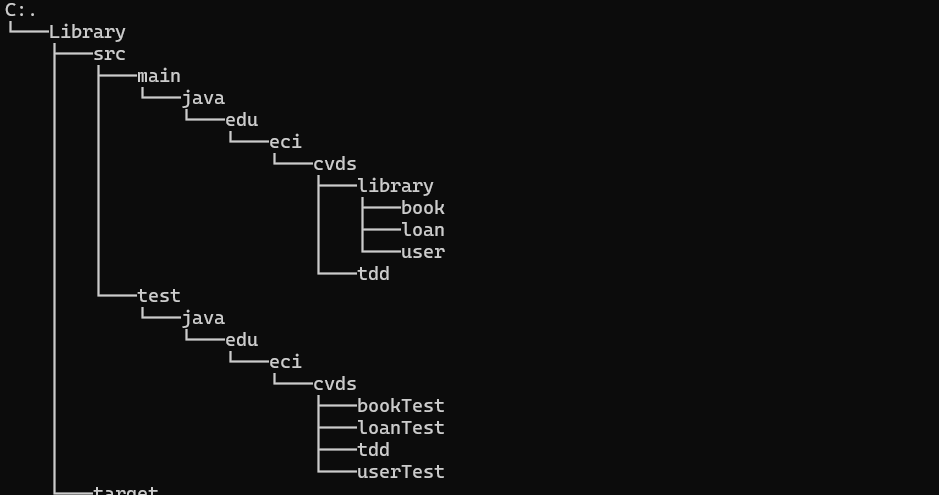 C:.
└───Library
    ├───src
    │   ├───main
    │   │   └───java
    │   │       └───edu
    │   │           └───eci
    │   │               └───cvds
    │   │                   ├───library
    │   │                   │   ├───book
    │   │                   │   ├───loan
    │   │                   │   └───user
    │   │                   └───tdd
    │   └───test
    │       └───java
    │           └───edu
    │               └───eci
    │                   └───cvds
    │                       ├───bookTest
    │                       ├───loanTest
    │                       ├───tdd
    │                       └───userTest
    └───target